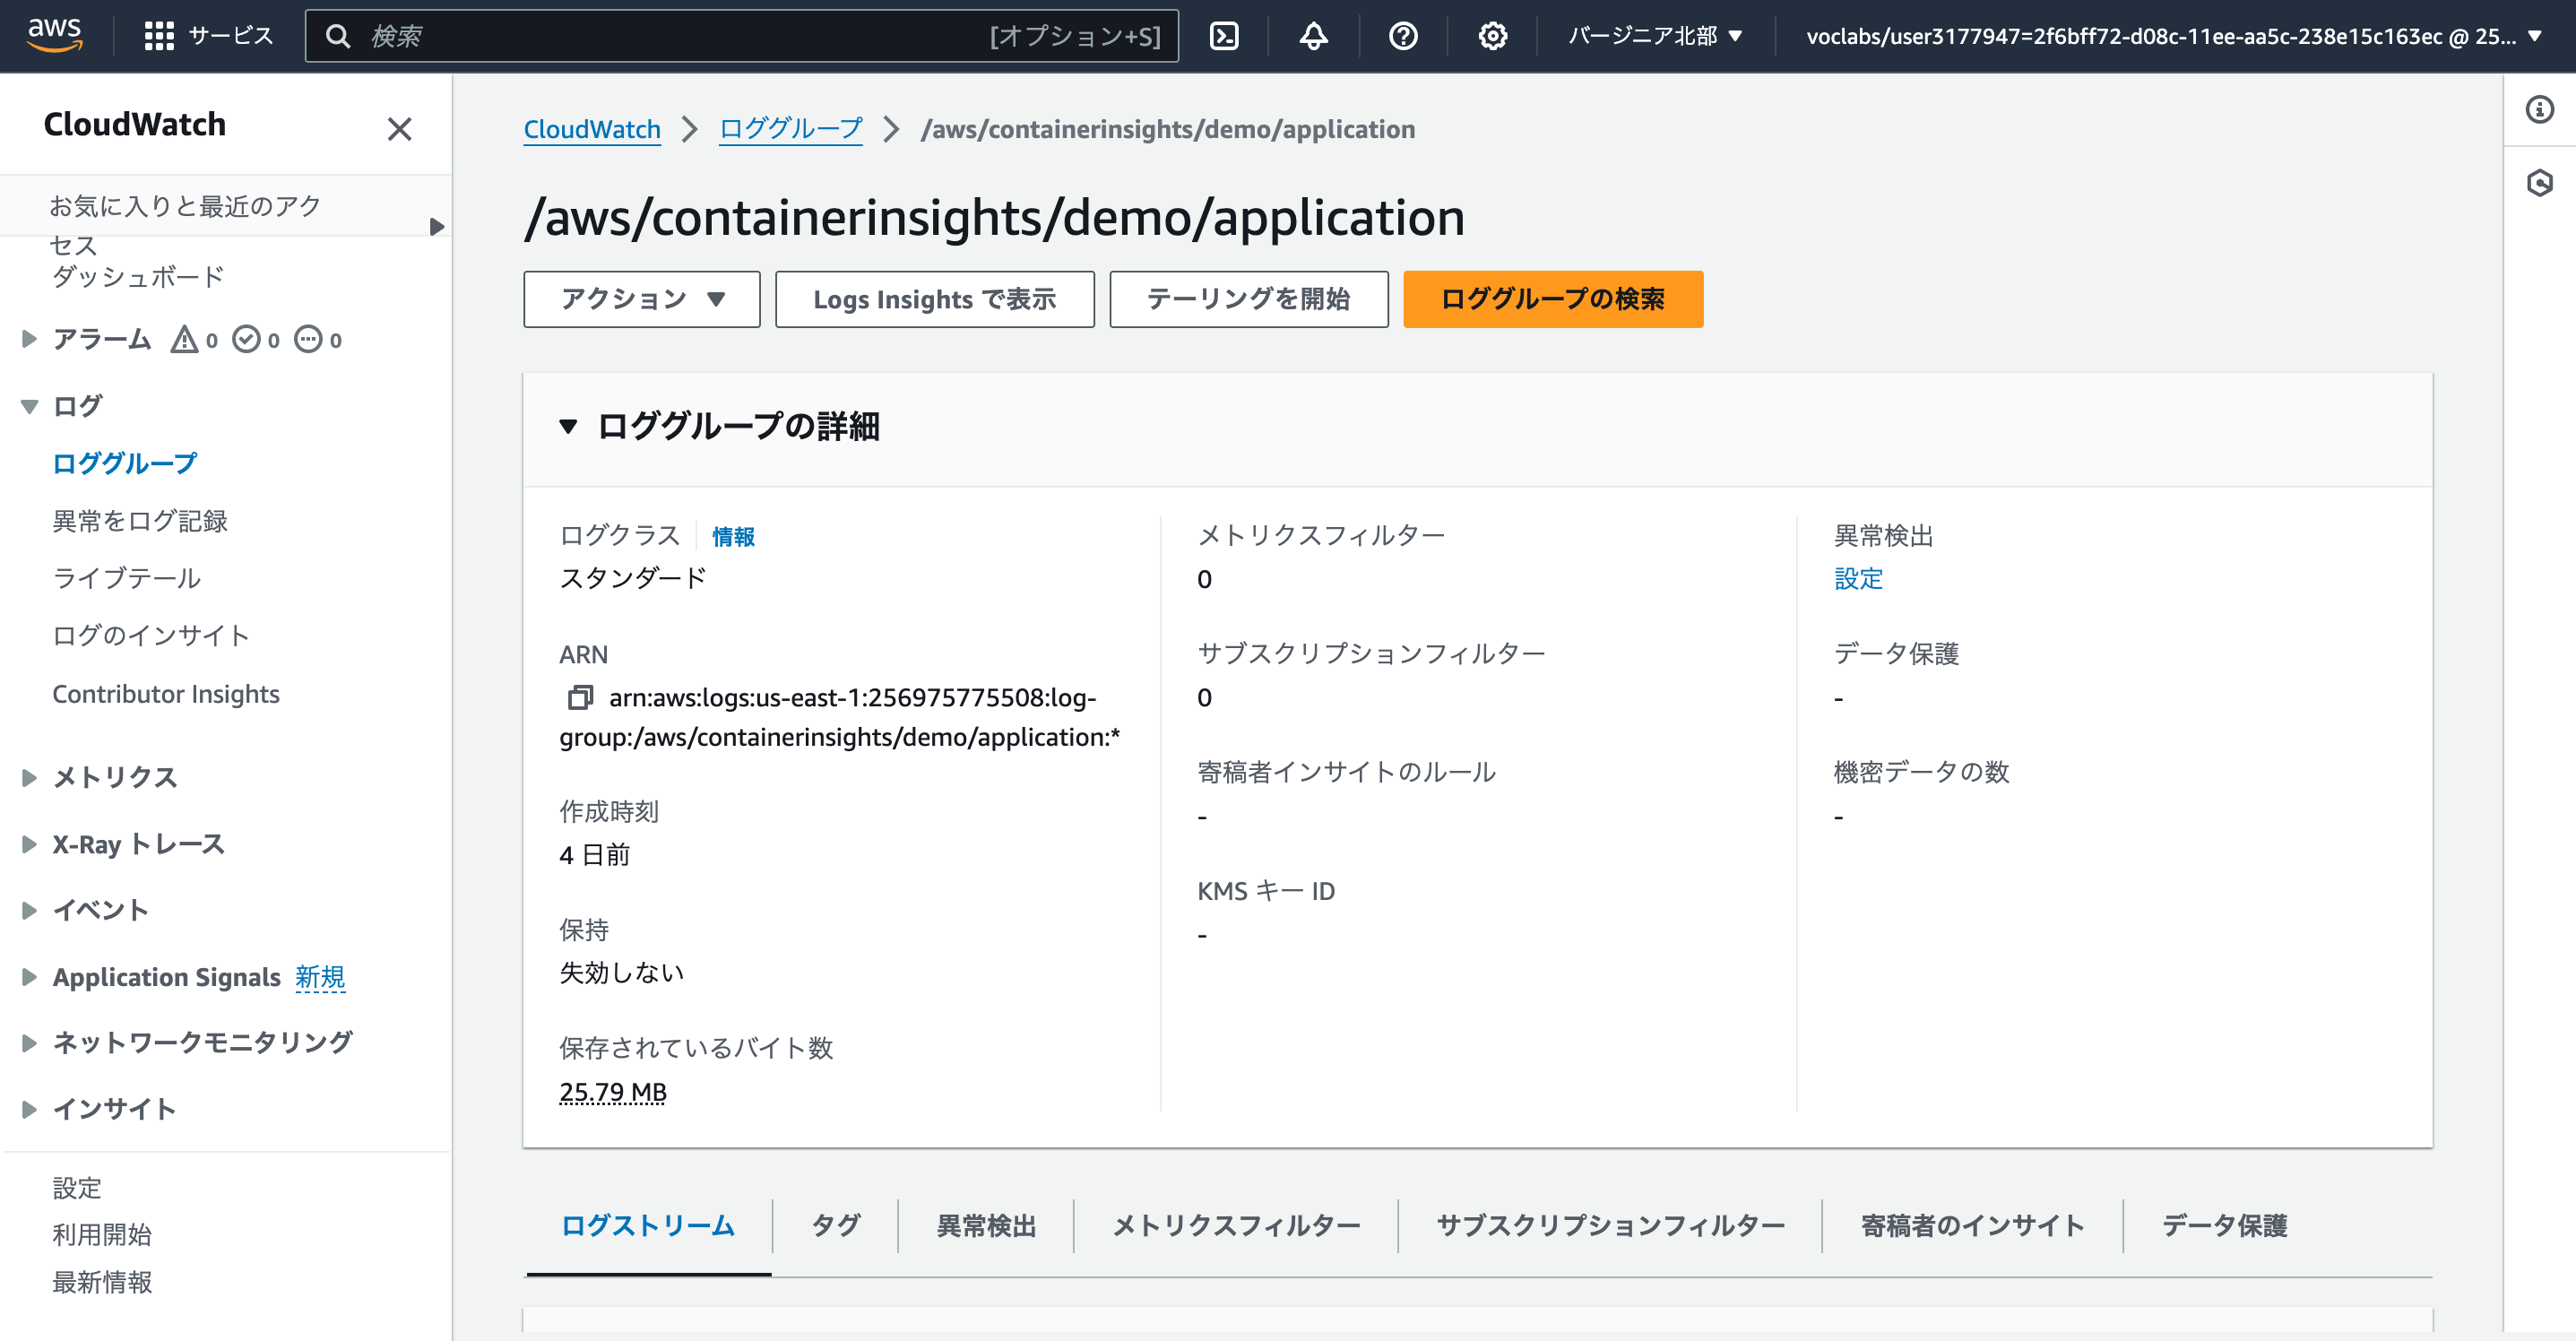 aws
サービス
検索
[オプション+S]
バージニア北部
voclabs/user3177947=2f6bff72-d08c-11ee-aa5c-238e15c163ec @ 25...
CloudWatch
お気に入りと最近のアク
セス
ダッシュボード
アラーム 0 0 0
ログ
ロググループ
異常をログ記録
ライブテール
ログのインサイト
Contributor Insights
メトリクス
X-Ray トレース
イベント
Application Signals 新規
ネットワークモニタリング
インサイト
設定
利用開始
最新情報
CloudWatch
ロググループ
/aws/containerinsights/demo/application
/aws/containerinsights/demo/application
アクション
Logs Insights で表示
テーリングを開始
ロググループの検索
ロググループの詳細
ログクラス
情報
スタンダード
ARN
arn:aws:logs:us-east-1:256975775508:log-
group:/aws/containerinsights/demo/application:*
作成時刻
4 日前
保持
失効しない
保存されているバイト数
25.79 MB
メトリクスフィルター
0
サブスクリプションフィルター
0
寄稿者インサイトのルール
-
KMS キー ID
-
異常検出
設定
データ保護
-
機密データの数
-
ログストリーム
タグ
異常検出
メトリクスフィルター
サブスクリプションフィルター
寄稿者のインサイト
データ保護